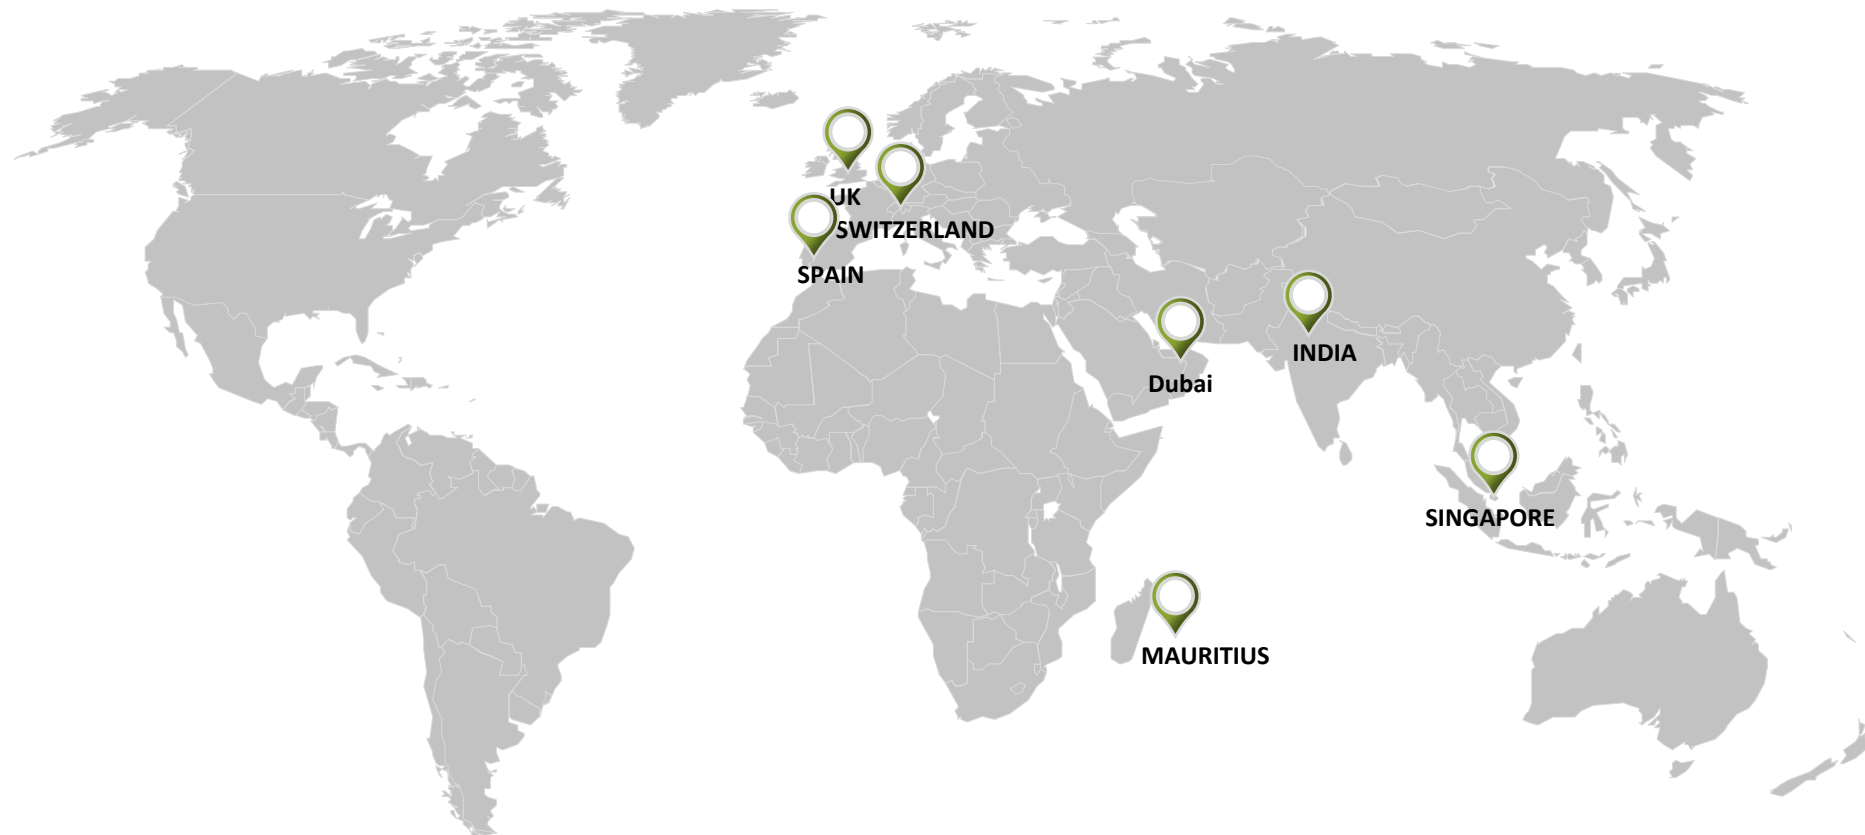 UK
SWITZERLAND
SPAIN
INDIA
Dubai
SINGAPORE
MAURITIUS